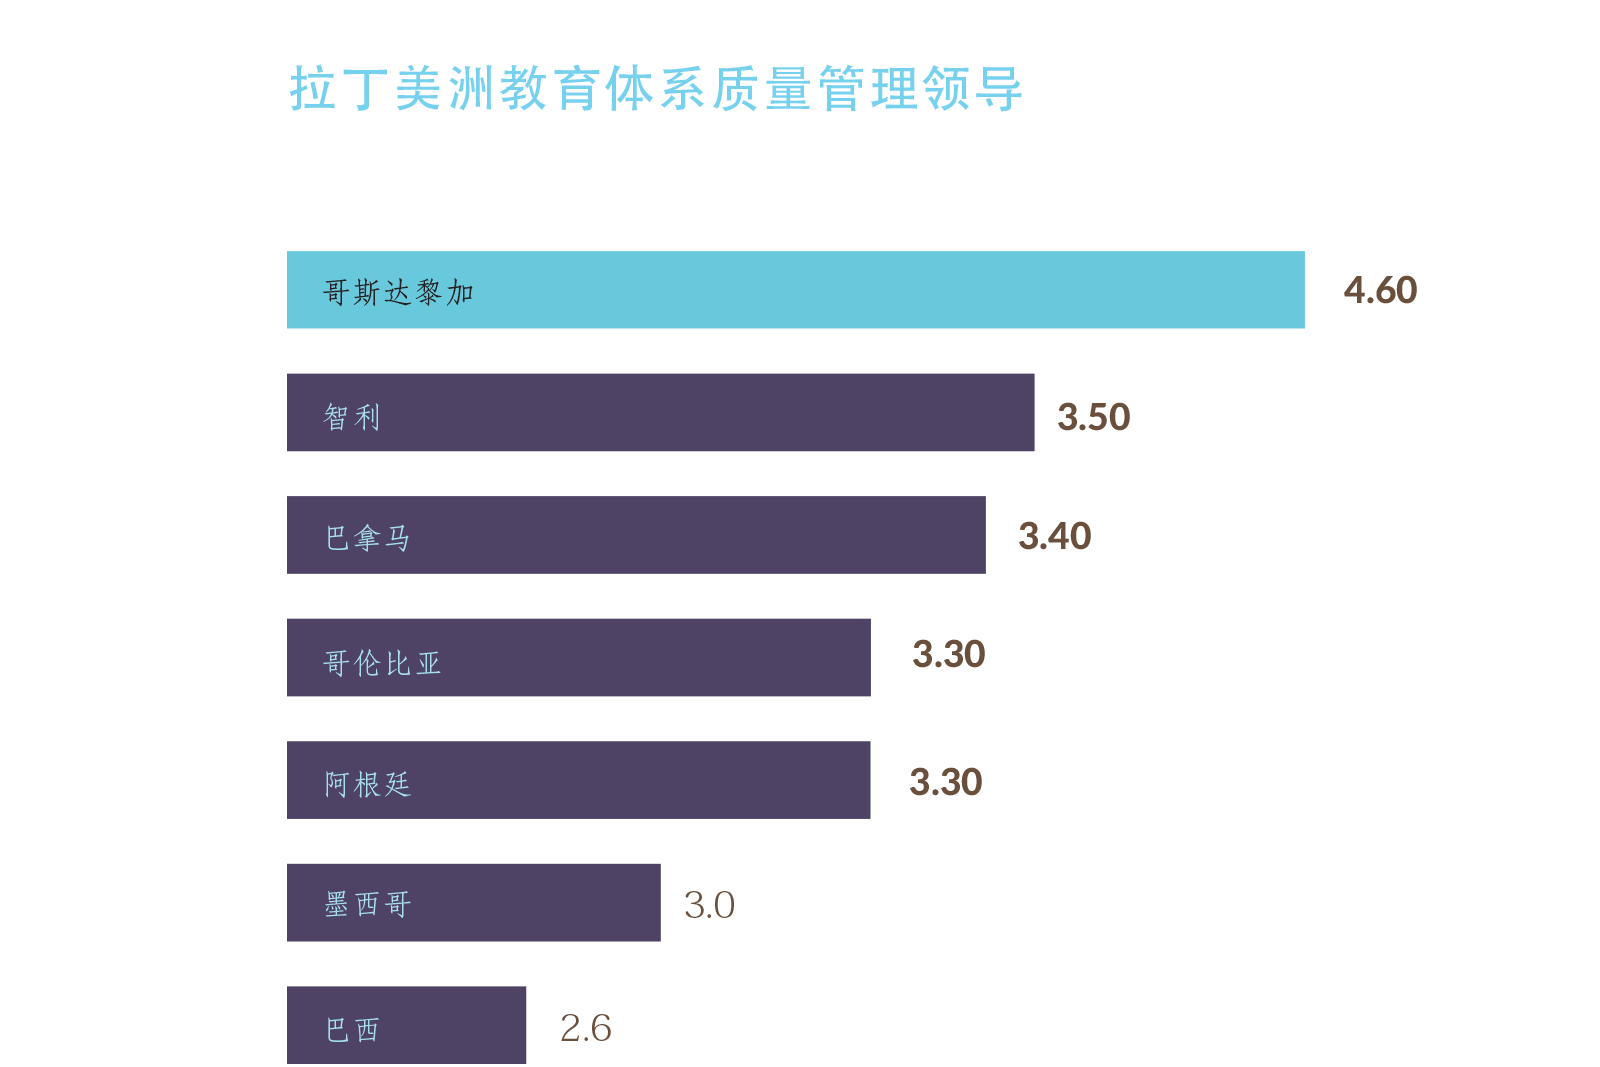 拉丁美洲教育体系质量管理领导
哥斯达黎加 4.60
智利 3.50
巴拿马 3.40
哥伦比亚 3.30
阿根廷 3.30
墨西哥 3.0
巴西 2.6